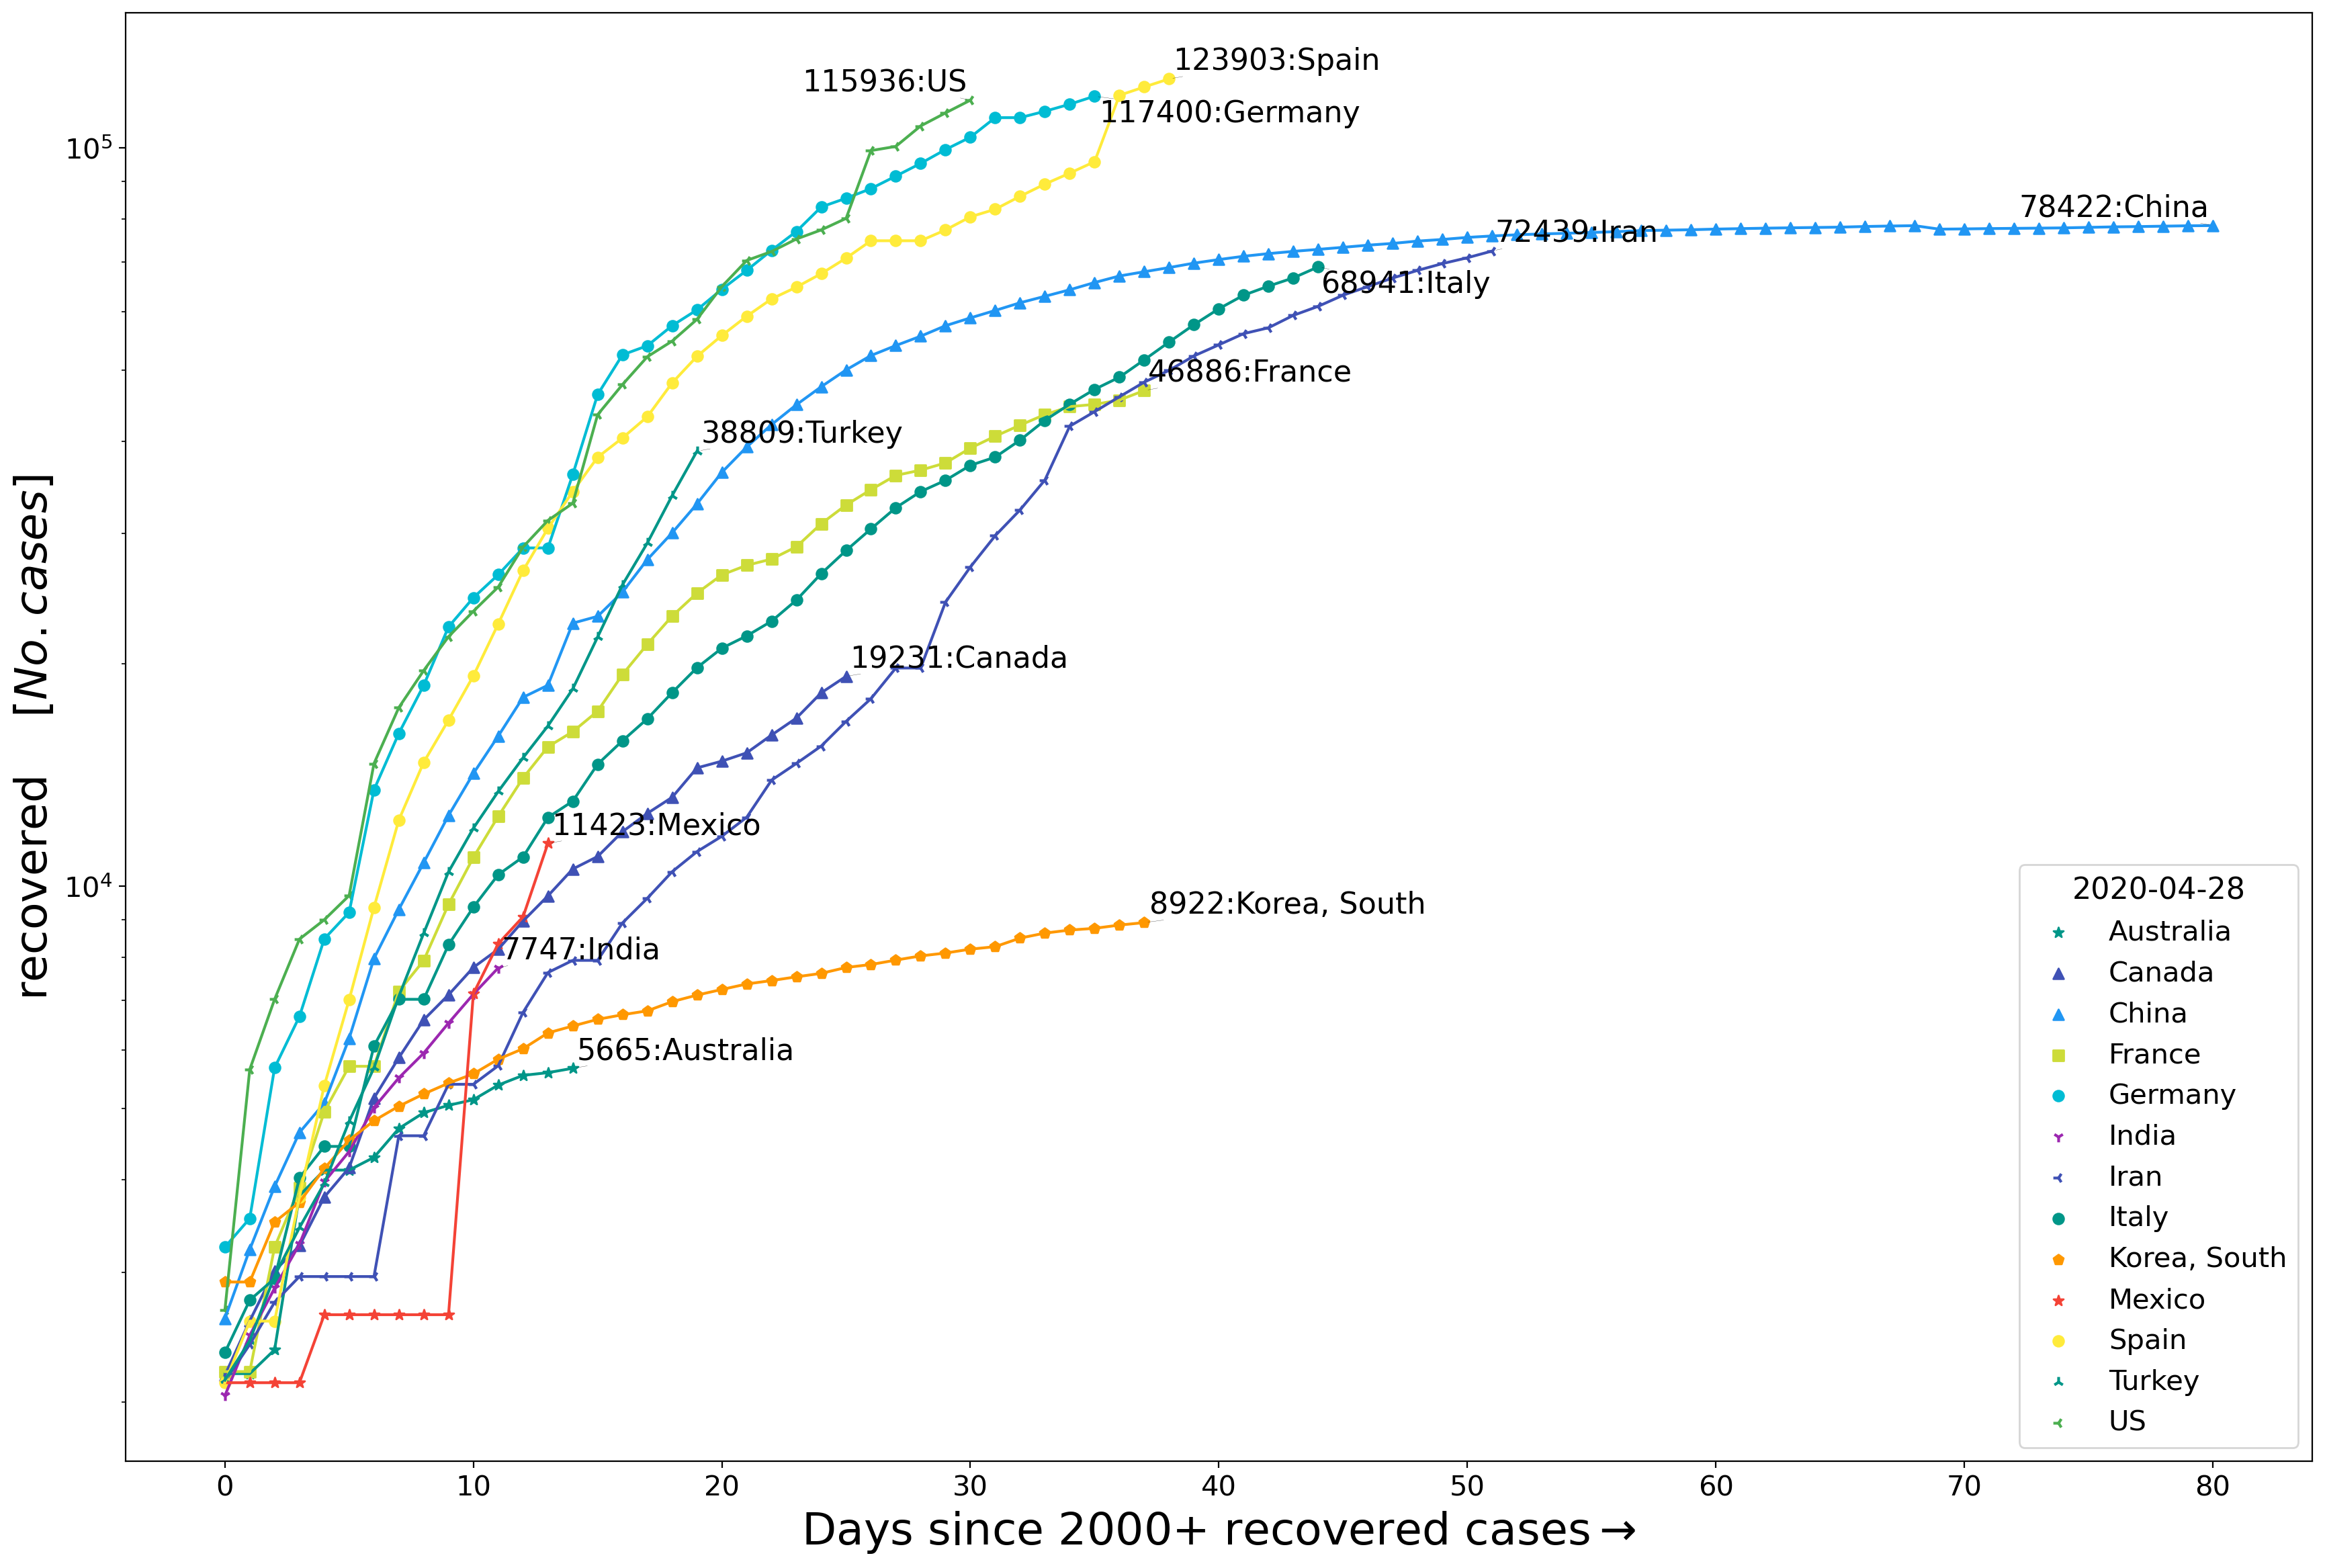 123903:Spain
115936:US
117400:Germany
10^5
78422:China
72439:Iran
68941:Italy
46886:France
38809:Turkey
19231:Canada
11423:Mexico
10^4
8922:Korea, South
7747:India
5665:Australia
recovered [No. cases]
2020-04-28
Australia
Canada
China
France
Germany
India
Iran
Italy
Korea, South
Mexico
Spain
Turkey
US
0 10 20 30 40 50 60 70 80
Days since 2000+ recovered cases→